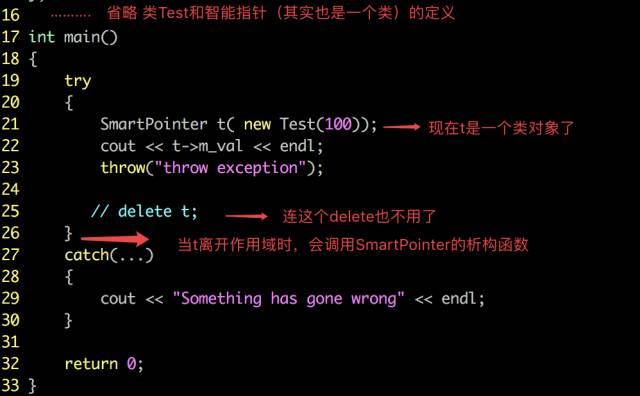 16 ......... 省略 类Test和智能指针（其实也是一个类）的定义
17 int main()
18 {
19     try
20     {
21         SmartPointer t( new Test(100)); 现在t是一个类对象了
22         cout << t->m_val << endl;
23         throw("throw exception");
24
25        // delete t; 连这个delete也不用了
26     } 当t离开作用域时，会调用SmartPointer的析构函数
27     catch(...)
28     {
29         cout << "Something has gone wrong" << endl;
30     }
31
32     return 0;
33 }